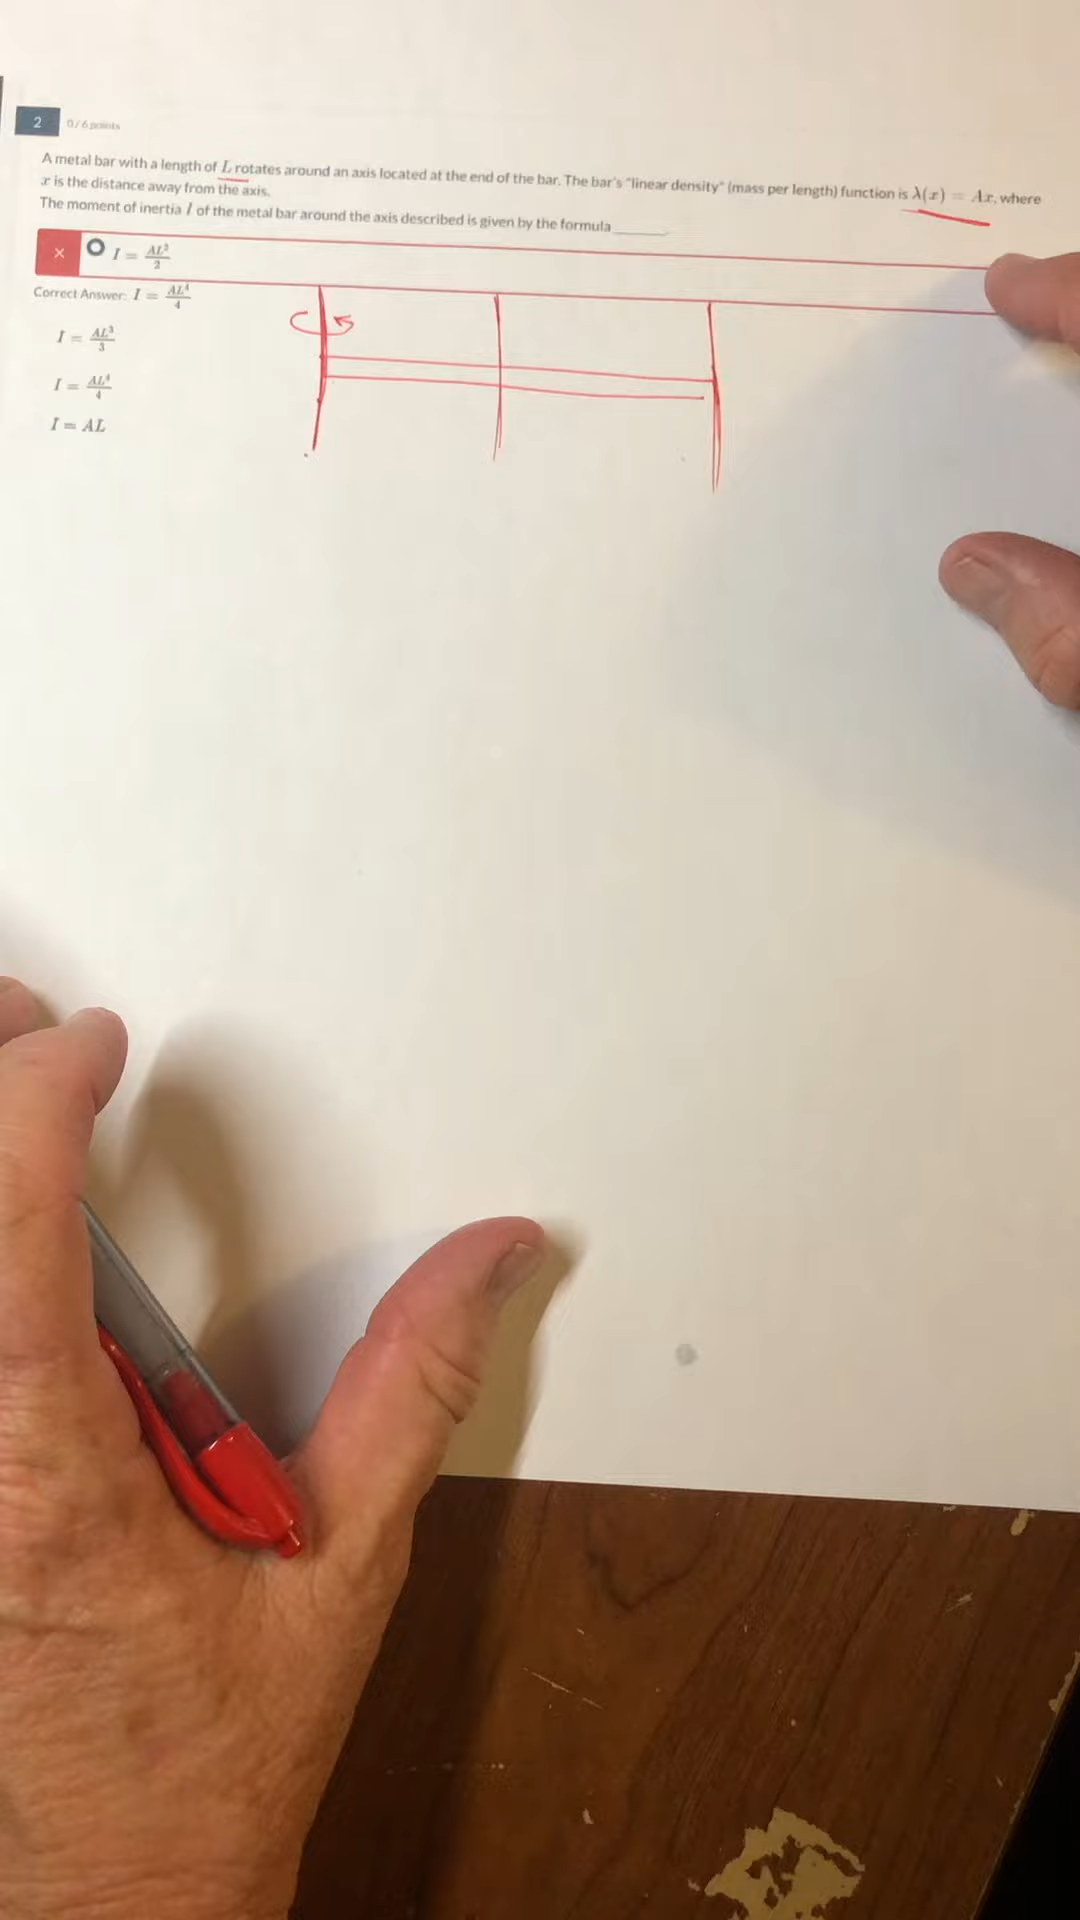 2 0/6 points
A metal bar with a length of L rotates around an axis located at the end of the bar. The bar's "linear density" (mass per length) function is λ(x) = Ax, where
x is the distance away from the axis.
The moment of inertia I of the metal bar around the axis described is given by the formula ______.
× I = AL²/2
Correct Answer: I = AL⁴/4
I = AL³/3
I = AL⁴/4
I = AL